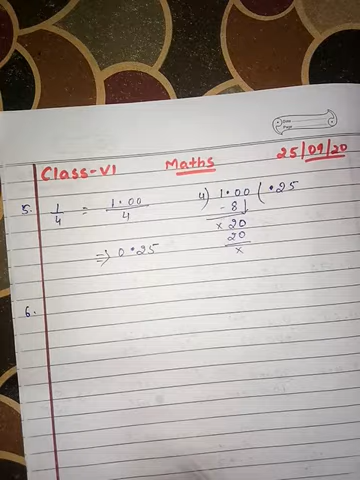 Date
Page
Class-VI Maths 25/09/20
5. 1/4 = 1.00/4 4) 1.00 ( .25
- 8↓
x 20
⇒ 0.25 20
x
6.